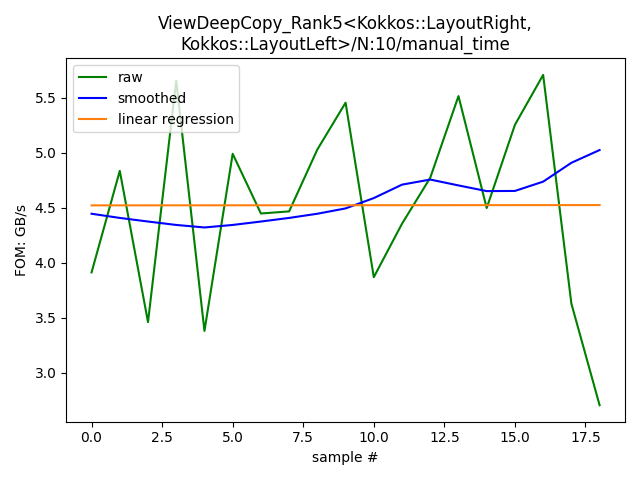 ViewDeepCopy_Rank5<Kokkos::LayoutRight,
Kokkos::LayoutLeft>/N:10/manual_time
raw
smoothed
linear regression
FOM: GB/s
5.5
5.0
4.5
4.0
3.5
3.0
0.0 2.5 5.0 7.5 10.0 12.5 15.0 17.5
sample #